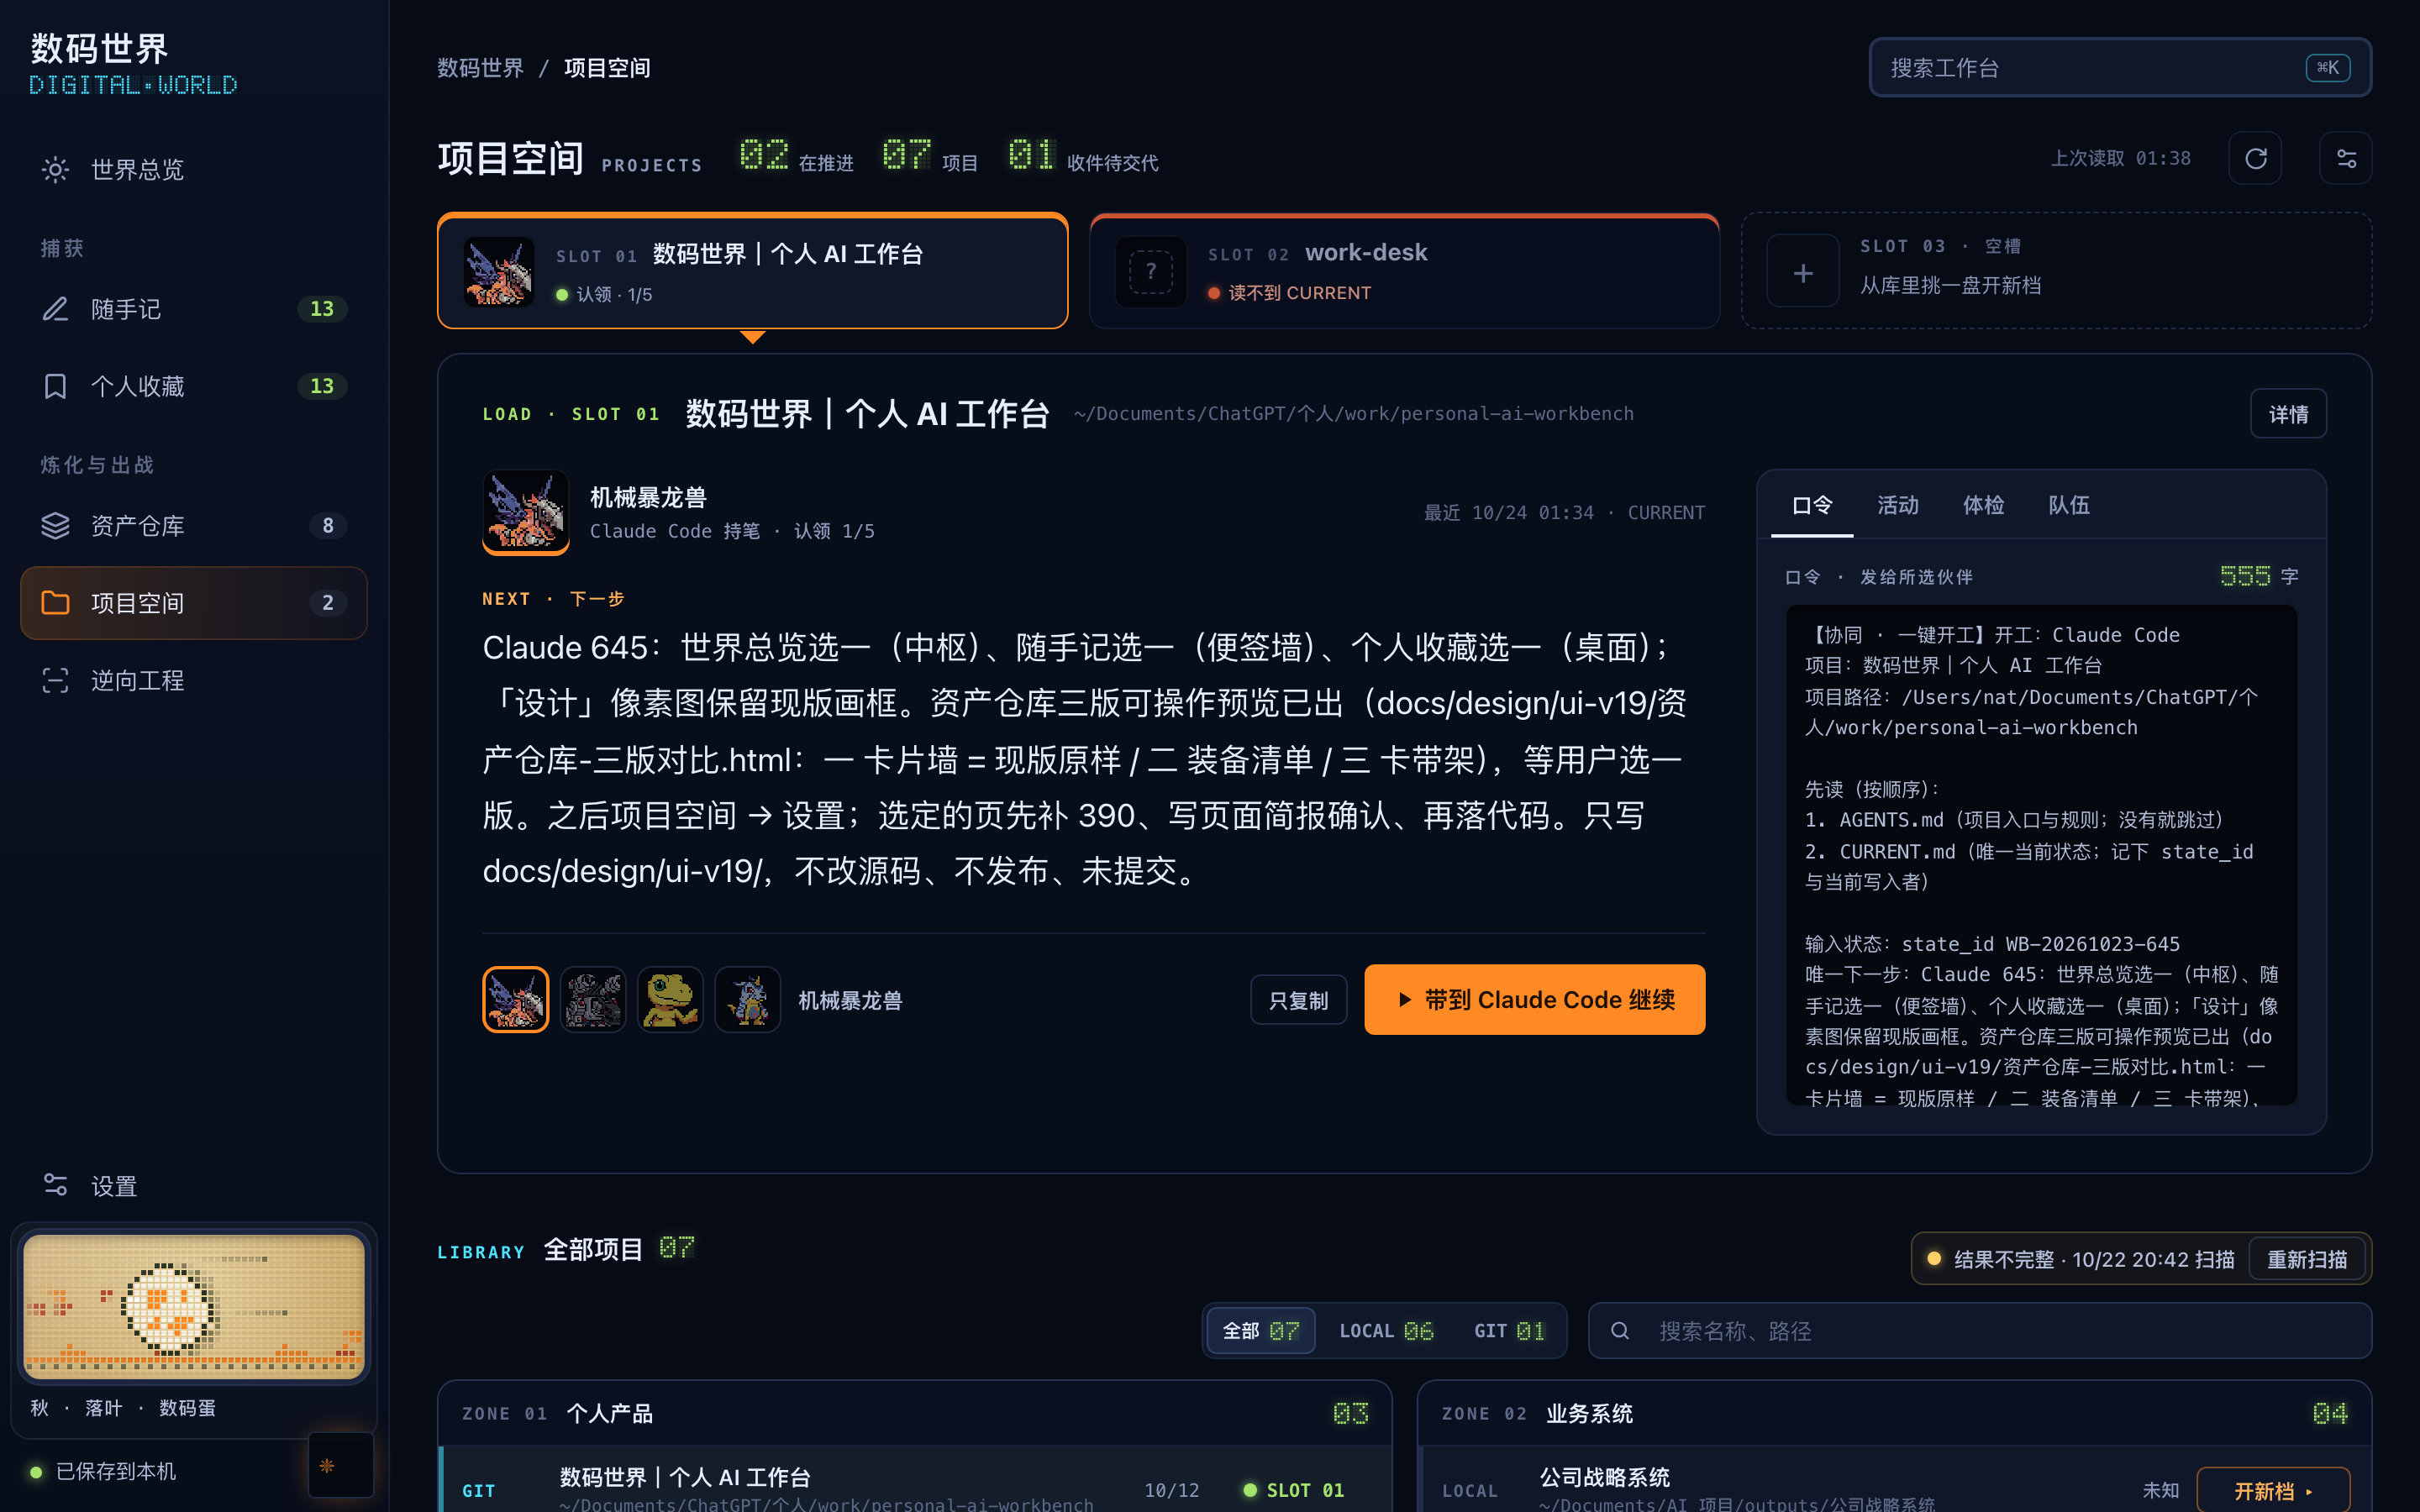 数码世界
DIGITAL·WORLD
世界总览
捕获
随手记 13
个人收藏 13
炼化与出战
资产仓库 8
项目空间 2
逆向工程
设置
秋 · 落叶 · 数码蛋
已保存到本机
数码世界 / 项目空间
搜索工作台 ⌘K
项目空间 PROJECTS 02 在推进 07 项目 01 收件待交代
上次读取 01:38
SLOT 01 数码世界｜个人 AI 工作台
认领 · 1/5
? SLOT 02 work-desk
读不到 CURRENT
SLOT 03 · 空槽
+ 从库里挑一盘开新档
LOAD · SLOT 01 数码世界｜个人 AI 工作台 ~/Documents/ChatGPT/个人/work/personal-ai-workbench
详情
机械暴龙兽
Claude Code 持笔 · 认领 1/5
最近 10/24 01:34 · CURRENT
NEXT · 下一步
Claude 645：世界总览选一（中枢）、随手记选一（便签墙）、个人收藏选一（桌面）；
「设计」像素图保留现版画框。资产仓库三版可操作预览已出（docs/design/ui-v19/资
产仓库-三版对比.html：一 卡片墙 = 现版原样 / 二 装备清单 / 三 卡带架），等用户选一
版。之后项目空间 → 设置；选定的页先补 390、写页面简报确认、再落代码。只写
docs/design/ui-v19/，不改源码、不发布、未提交。
机械暴龙兽
只复制
带到 Claude Code 继续
口令 活动 体检 队伍
口令 · 发给所选伙伴 555 字
【协同 · 一键开工】开工：Claude Code
项目：数码世界｜个人 AI 工作台
项目路径：/Users/nat/Documents/ChatGPT/个
人/work/personal-ai-workbench
先读（按顺序）：
1. AGENTS.md（项目入口与规则；没有就跳过）
2. CURRENT.md（唯一当前状态；记下 state_id
与当前写入者）
输入状态：state_id WB-20261023-645
唯一下一步：Claude 645：世界总览选一（中枢）、随
手记选一（便签墙）、个人收藏选一（桌面）；「设计」像
素图保留现版画框。资产仓库三版可操作预览已出（do
cs/design/ui-v19/资产仓库-三版对比.html：一
卡片墙 = 现版原样 / 二 装备清单 / 三 卡带架），
LIBRARY 全部项目 07
结果不完整 · 10/22 20:42 扫描 重新扫描
全部 07 LOCAL 06 GIT 01
搜索名称、路径
ZONE 01 个人产品 03
GIT 数码世界｜个人 AI 工作台 10/12 SLOT 01
~/Documents/ChatGPT/个人/work/personal-ai-workbench
ZONE 02 业务系统 04
LOCAL 公司战略系统 未知 开新档
~/Documents/AI 项目/outputs/公司战略系统